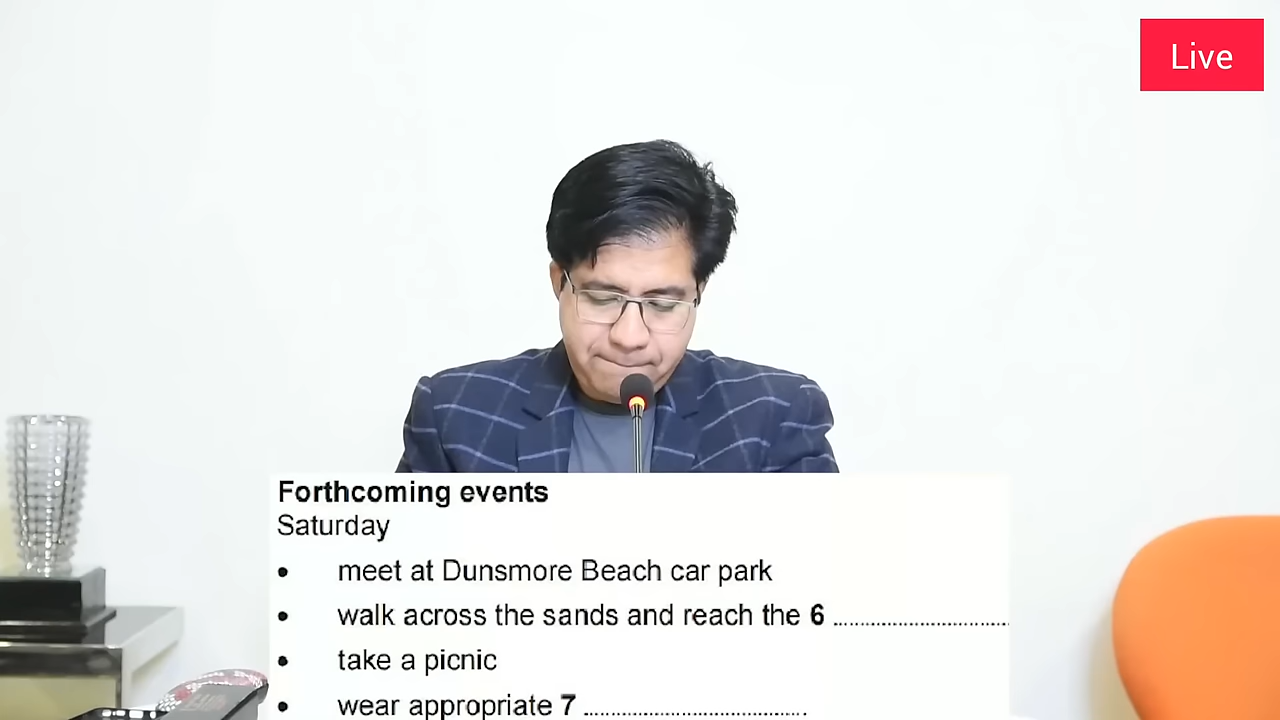 Live
Forthcoming events
Saturday
• meet at Dunsmore Beach car park
• walk across the sands and reach the 6 ................................
• take a picnic
• wear appropriate 7 ........................................